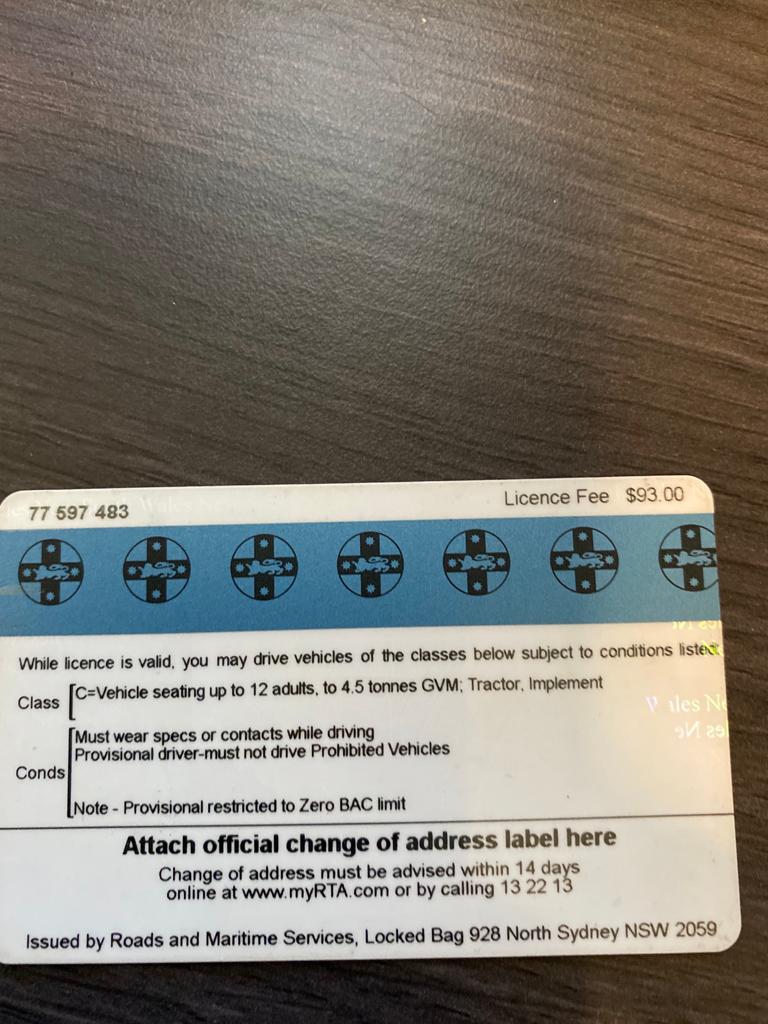 77 597 483
Licence Fee $93.00
While licence is valid, you may drive vehicles of the classes below subject to conditions listed
Class
C=Vehicle seating up to 12 adults, to 4.5 tonnes GVM; Tractor, Implement
Conds
Must wear specs or contacts while driving
Provisional driver-must not drive Prohibited Vehicles
Note - Provisional restricted to Zero BAC limit
Attach official change of address label here
Change of address must be advised within 14 days
online at www.myRTA.com or by calling 13 22 13
Issued by Roads and Maritime Services, Locked Bag 928 North Sydney NSW 2059